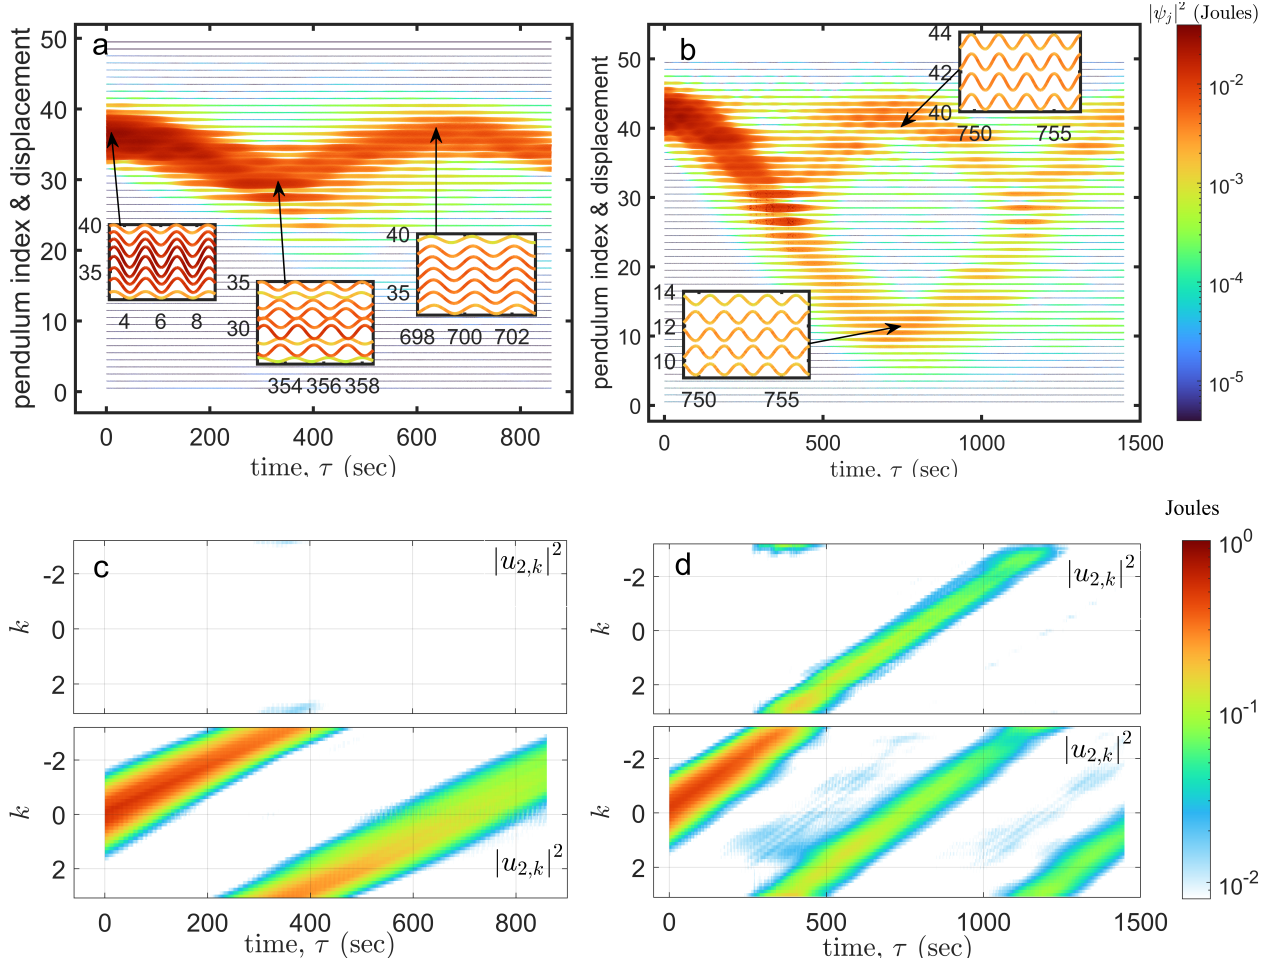 |ψj|² (Joules)
a
pendulum index & displacement
50
40
30
20
10
0
40
35
4 6 8
35
30
354 356 358
40
35
698 700 702
0 200 400 600 800
time, τ (sec)
b
pendulum index & displacement
50
40
30
20
10
0
44
42
40
750 755
14
12
10
750 755
0 500 1000 1500
time, τ (sec)
10⁻²
10⁻³
10⁻⁴
10⁻⁵
c
|u₂,ₖ|²
k
-2
0
2
|u₂,ₖ|²
k
-2
0
2
0 200 400 600 800
time, τ (sec)
d
|u₂,ₖ|²
k
-2
0
2
|u₂,ₖ|²
k
-2
0
2
0 500 1000 1500
time, τ (sec)
Joules
10⁰
10⁻¹
10⁻²